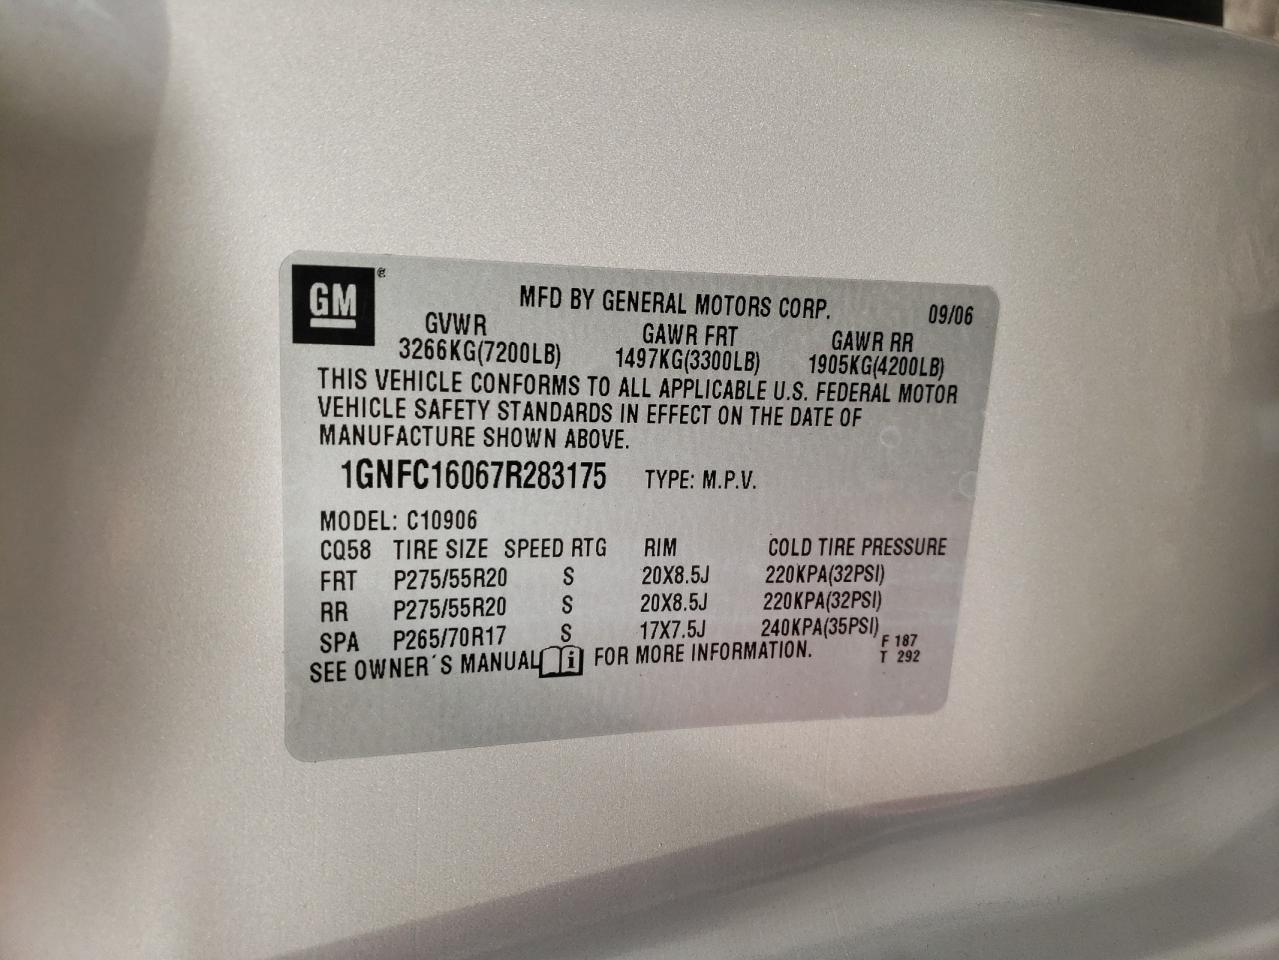 GM ®
MFD BY GENERAL MOTORS CORP. 09/06
GVWR GAWR FRT GAWR RR
3266KG(7200LB) 1497KG(3300LB) 1905KG(4200LB)
THIS VEHICLE CONFORMS TO ALL APPLICABLE U.S. FEDERAL MOTOR
VEHICLE SAFETY STANDARDS IN EFFECT ON THE DATE OF
MANUFACTURE SHOWN ABOVE.
1GNFC16067R283175 TYPE: M.P.V.
MODEL: C10906
CQ58 TIRE SIZE SPEED RTG RIM COLD TIRE PRESSURE
FRT P275/55R20 S 20X8.5J 220KPA(32PSI)
RR P275/55R20 S 20X8.5J 220KPA(32PSI)
SPA P265/70R17 S 17X7.5J 240KPA(35PSI)
SEE OWNER´S MANUAL i FOR MORE INFORMATION.
F 187
T 292